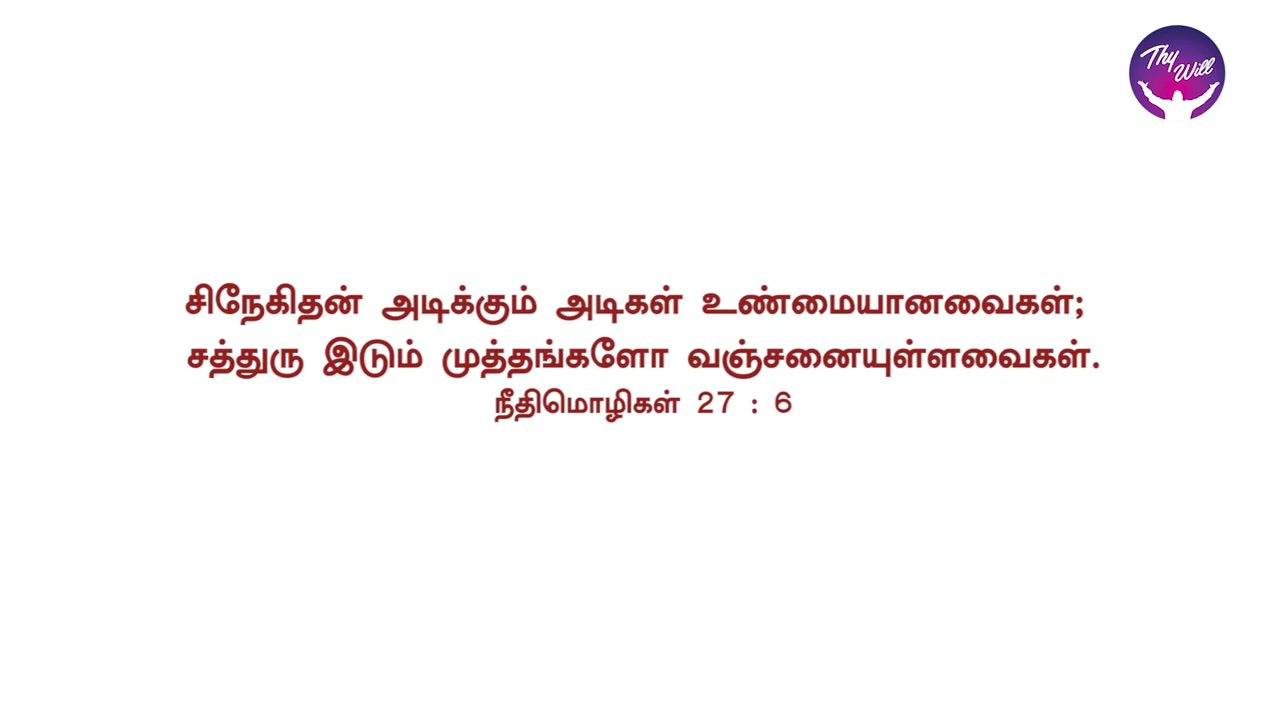 Thy
Will
சிநேகிதன் அடிக்கும் அடிகள் உண்மையானவைகள்;
சத்துரு இடும் முத்தங்களோ வஞ்சனையுள்ளவைகள்.
நீதிமொழிகள் 27 : 6